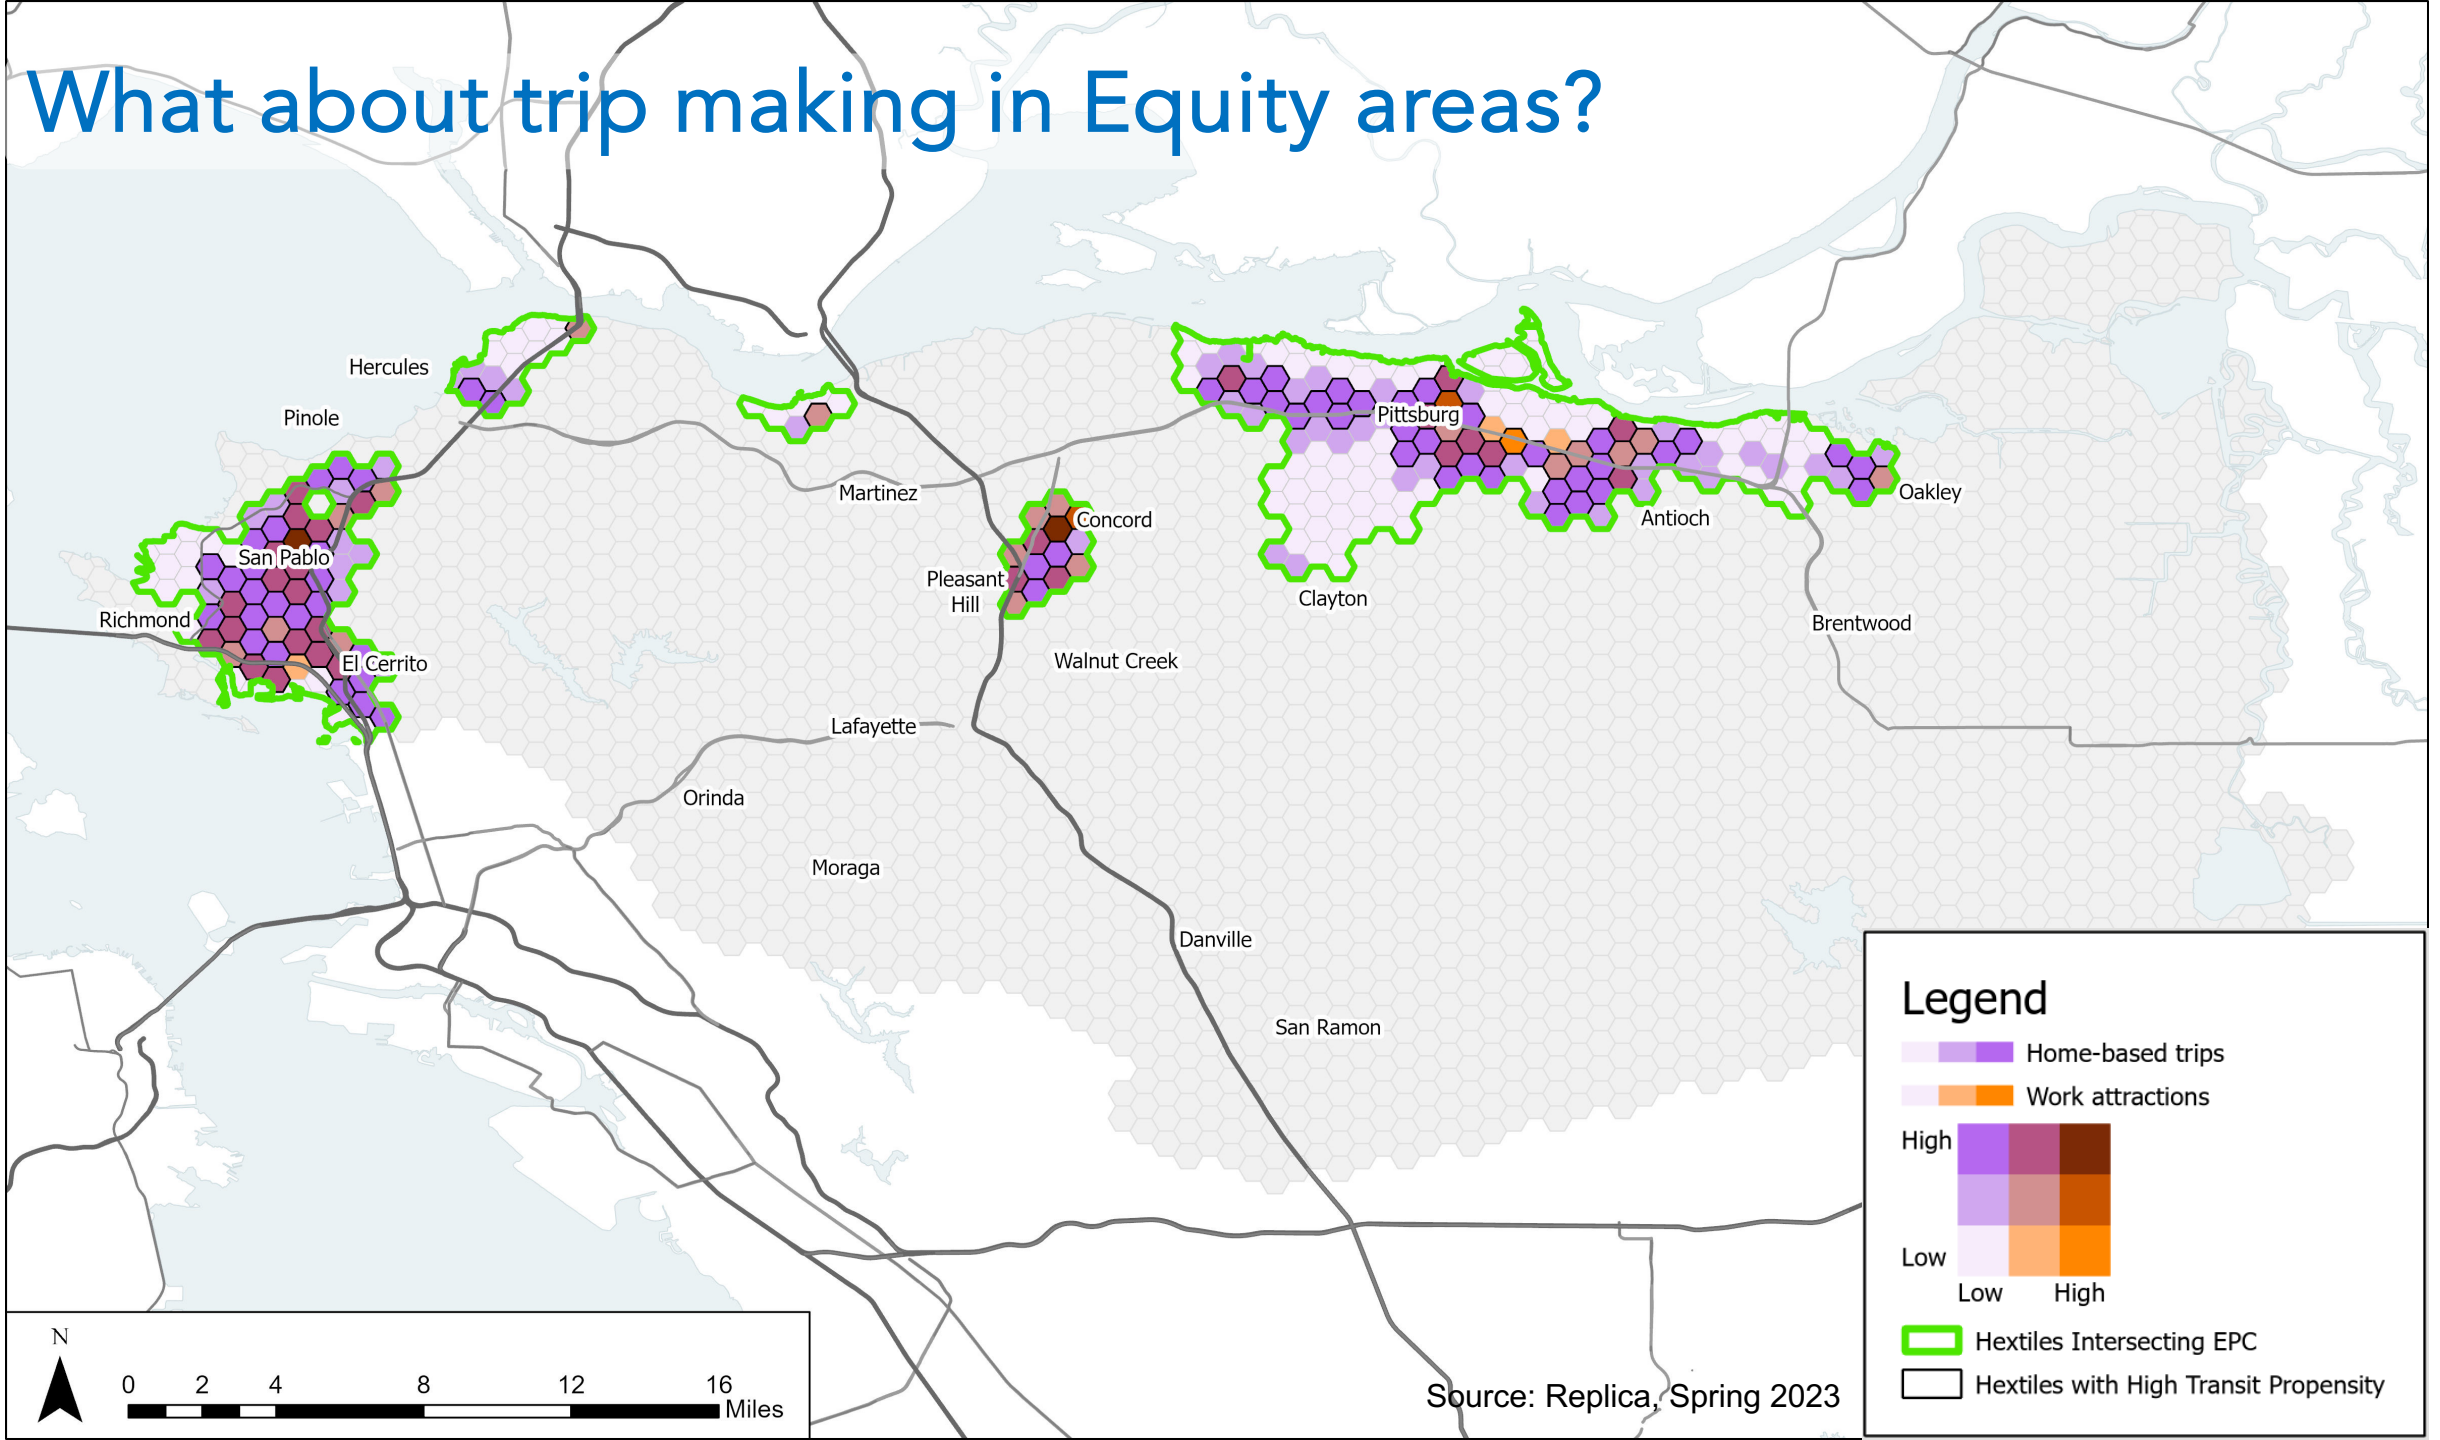 What about trip making in Equity areas?
Hercules
Pinole
Martinez
Concord
Pittsburg
Oakley
Antioch
San Pablo
Pleasant
Hill
Clayton
Richmond
Brentwood
El Cerrito
Walnut Creek
Lafayette
Orinda
Moraga
Danville
San Ramon
Legend
Home-based trips
Work attractions
High
Low
Low High
Hextiles Intersecting EPC
Hextiles with High Transit Propensity
N
0 2 4 8 12 16
Miles
Source: Replica, Spring 2023